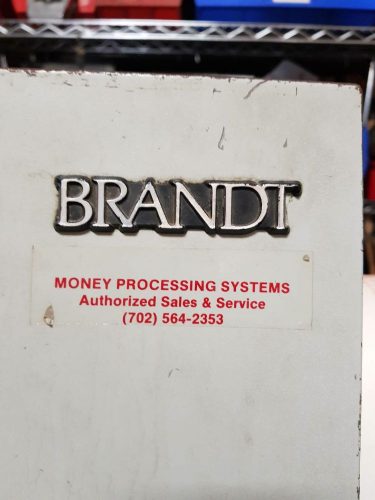 BRANDT
MONEY PROCESSING SYSTEMS
Authorized Sales & Service
(702) 564-2353